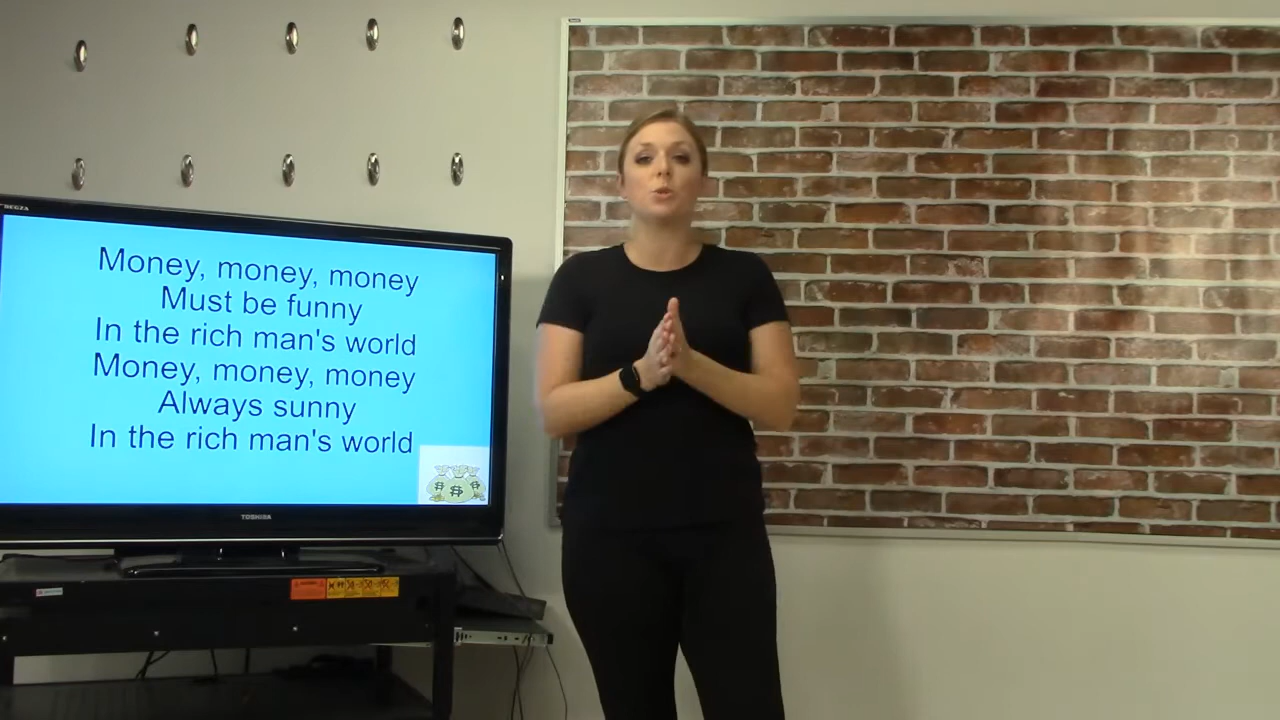 REGZA
Money, money, money
Must be funny
In the rich man's world
Money, money, money
Always sunny
In the rich man's world
$ $ $
TOSHIBA